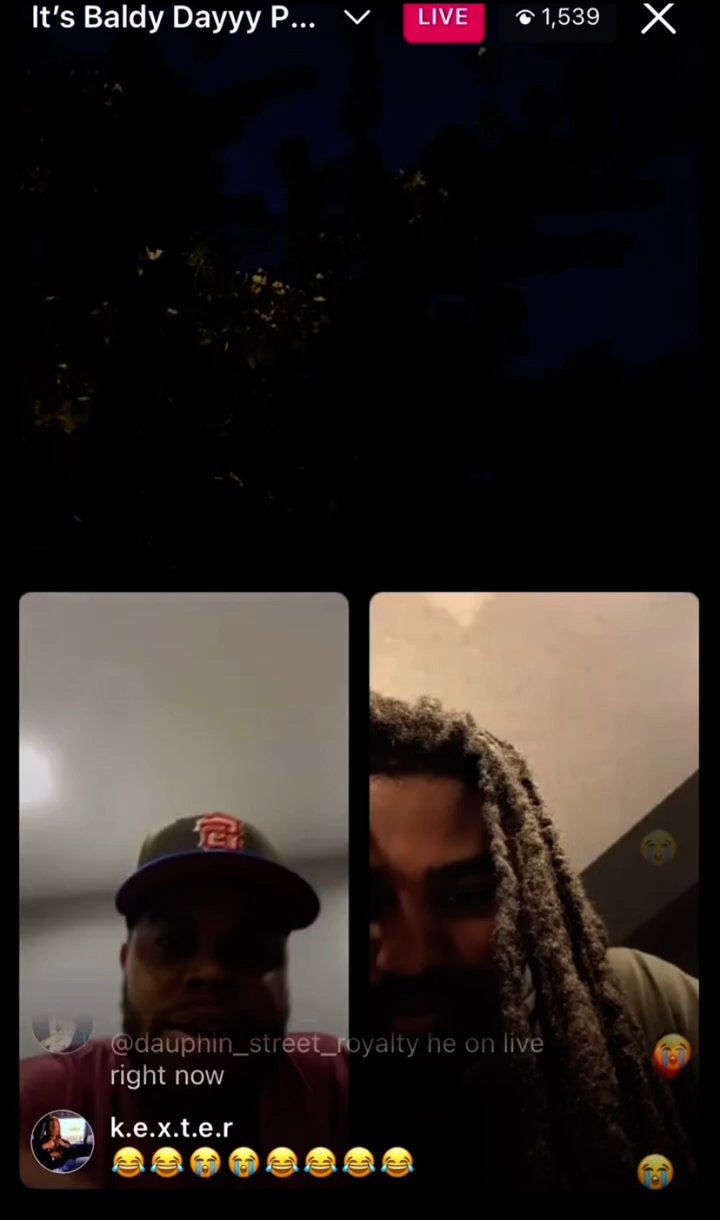 It's Baldy Dayyy P...
LIVE
1,539
@dauphin_street_royalty he on live
right now
k.e.x.t.e.r
😂😂😭😭😂😂😂😂